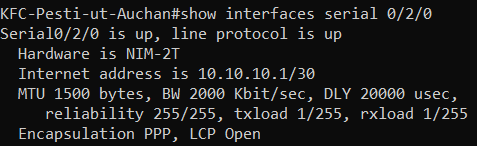 KFC-Pesti-ut-Auchan#show interfaces serial 0/2/0
Serial0/2/0 is up, line protocol is up
Hardware is NIM-2T
Internet address is 10.10.10.1/30
MTU 1500 bytes, BW 2000 Kbit/sec, DLY 20000 usec,
reliability 255/255, txload 1/255, rxload 1/255
Encapsulation PPP, LCP Open